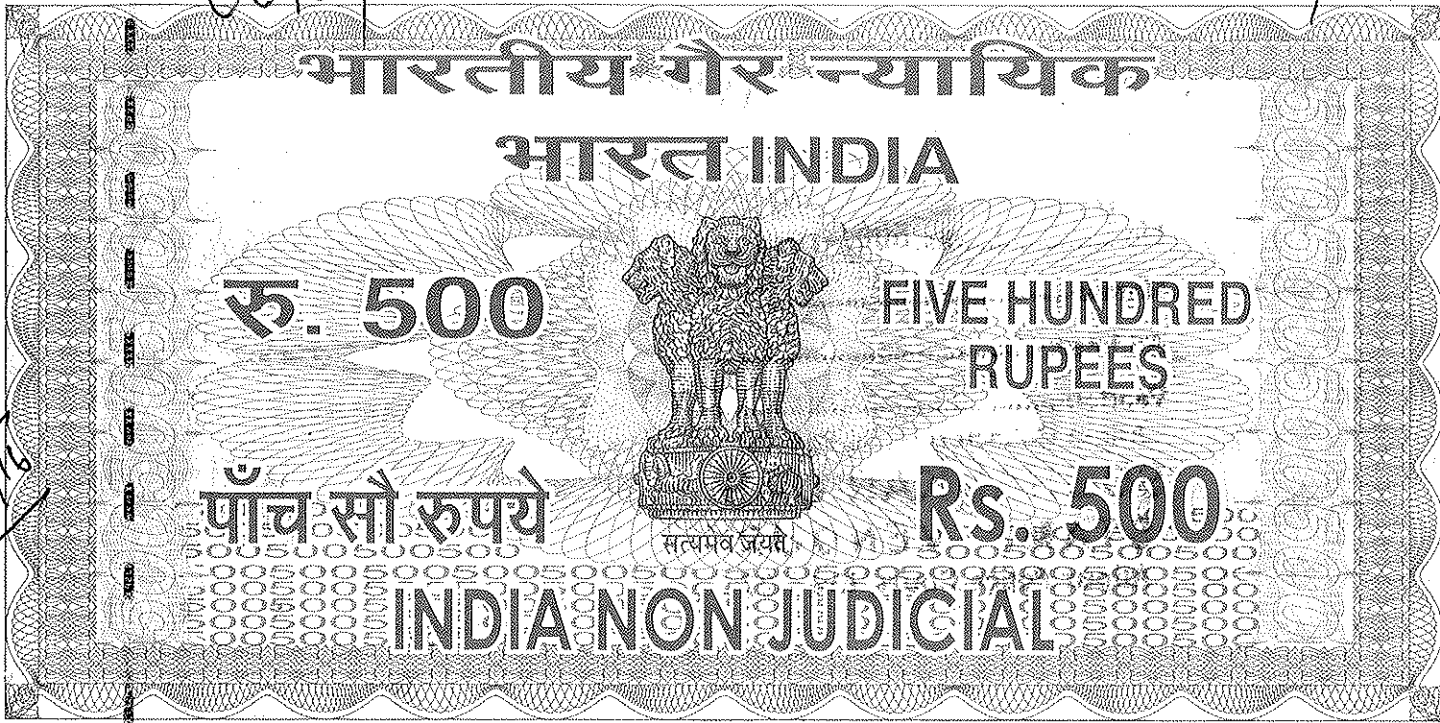 भारतीय गैर न्यायिक
भारत INDIA
रु. 500
FIVE HUNDRED
RUPEES
पाँच सौ रुपये
सत्यमेव जयते
Rs. 500
INDIA NON JUDICIAL